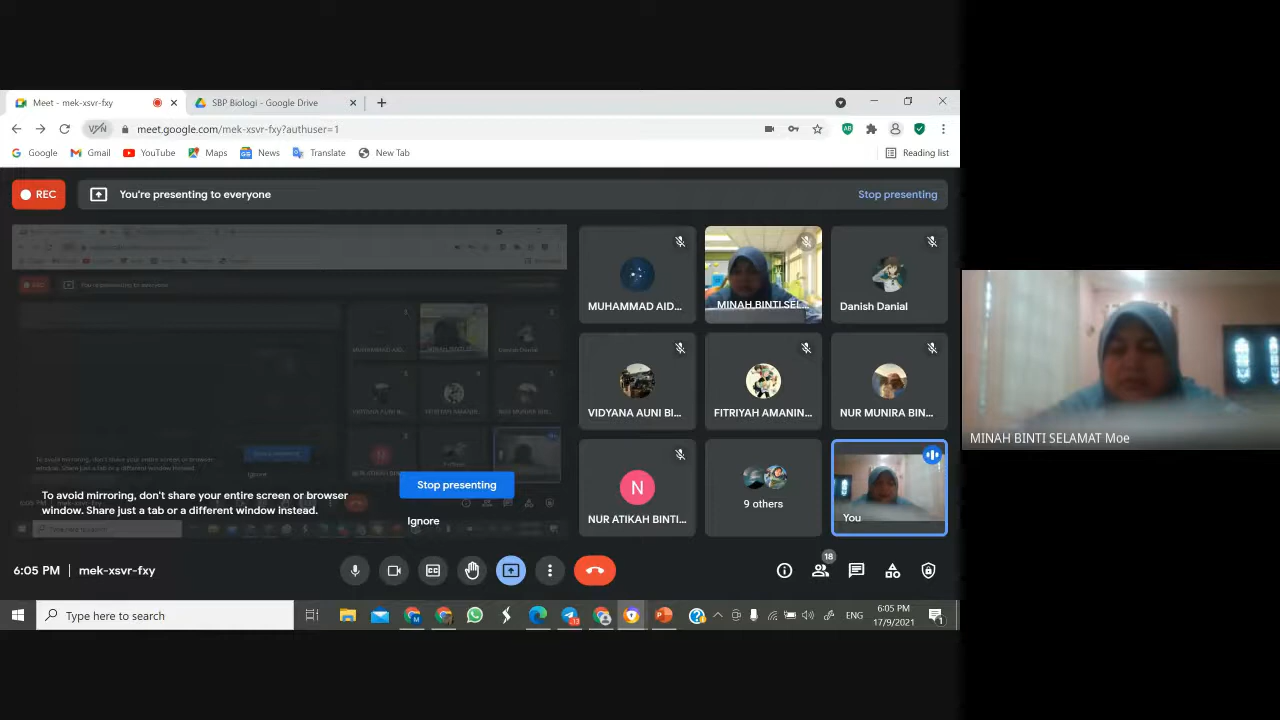 Meet - mek-xsvr-fxy
SBP Biologi - Google Drive
VPN
meet.google.com/mek-xsvr-fxy?authuser=1
Google
Gmail
YouTube
Maps
News
Translate
New Tab
Reading list
REC
You're presenting to everyone
Stop presenting
MUHAMMAD AID...
MINAH BINTI SEL...
Danish Danial
VIDYANA AUNI BI...
FITRIYAH AMANIN...
NUR MUNIRA BIN...
N
NUR ATIKAH BINTI...
9 others
You
To avoid mirroring, don't share your entire screen or browser
window. Share just a tab or a different window instead.
Stop presenting
Ignore
MINAH BINTI SELAMAT Moe
6:05 PM | mek-xsvr-fxy
18
Type here to search
ENG
6:05 PM
17/9/2021